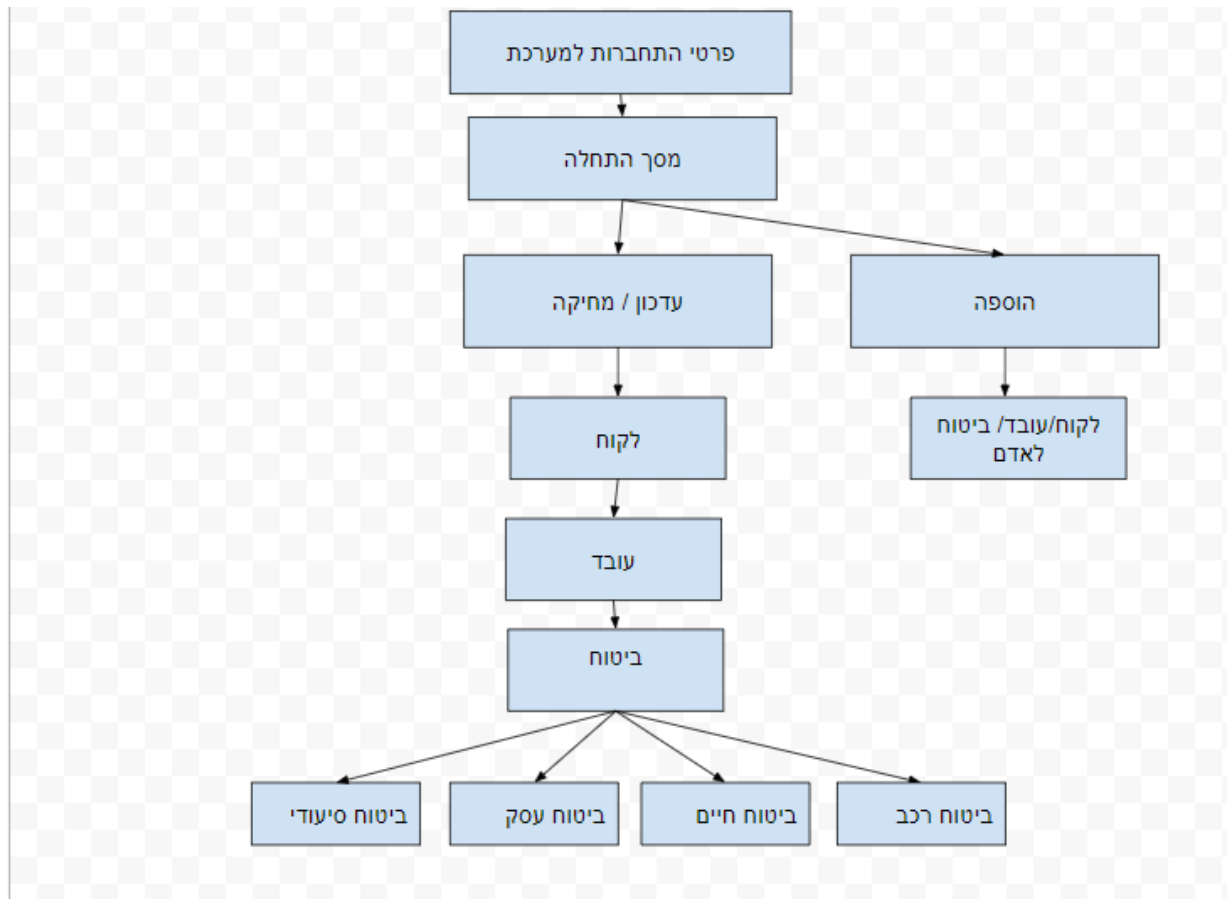 פרטי התחברות למערכת
מסך התחלה
הוספה
עדכון / מחיקה
לקוח/עובד/ ביטוח
לאדם
לקוח
עובד
ביטוח
ביטוח רכב
ביטוח חיים
ביטוח עסק
ביטוח סיעודי